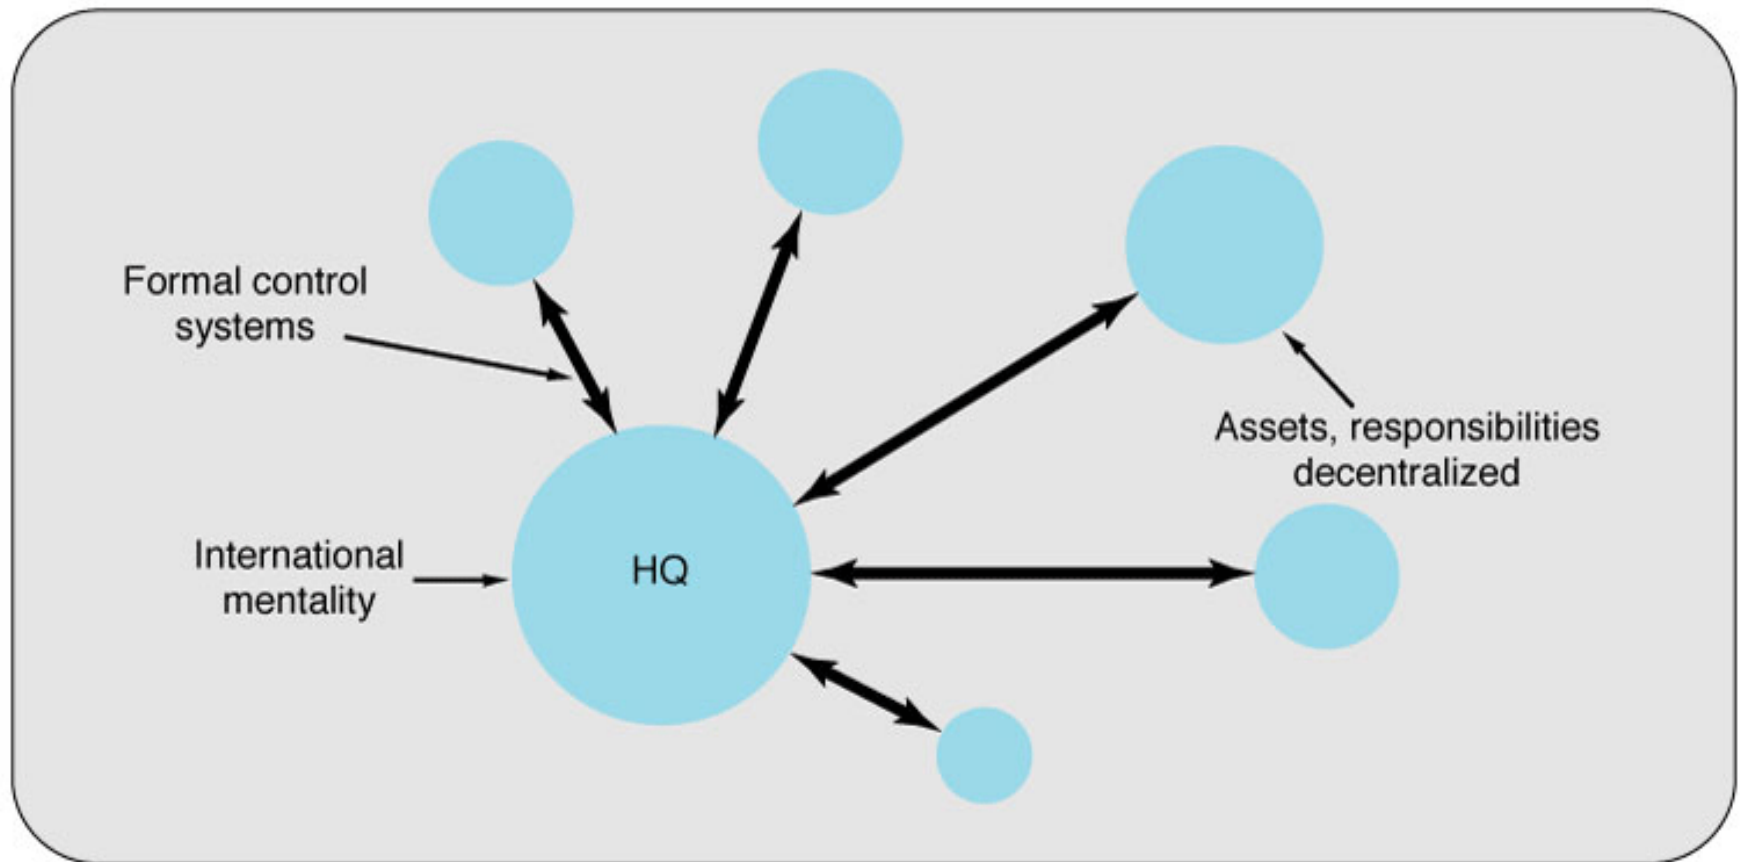 Formal control
systems
Assets, responsibilities
decentralized
International
mentality
HQ